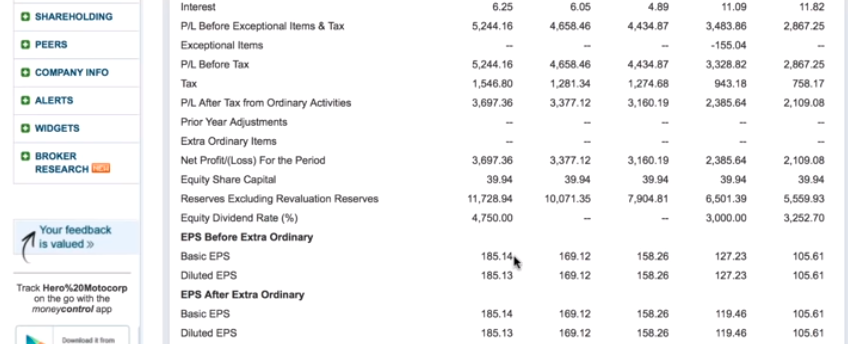 SHAREHOLDING
PEERS
COMPANY INFO
ALERTS
WIDGETS
BROKER
RESEARCH NEW
Your feedback
is valued »
Track Hero%20Motocorp
on the go with the
moneycontrol app
Download it from
Interest 6.25 6.05 4.89 11.09 11.82
P/L Before Exceptional Items & Tax 5,244.16 4,658.46 4,434.87 3,483.86 2,867.25
Exceptional Items -- -- -- -155.04 --
P/L Before Tax 5,244.16 4,658.46 4,434.87 3,328.82 2,867.25
Tax 1,546.80 1,281.34 1,274.68 943.18 758.17
P/L After Tax from Ordinary Activities 3,697.36 3,377.12 3,160.19 2,385.64 2,109.08
Prior Year Adjustments -- -- -- -- --
Extra Ordinary Items -- -- -- -- --
Net Profit/(Loss) For the Period 3,697.36 3,377.12 3,160.19 2,385.64 2,109.08
Equity Share Capital 39.94 39.94 39.94 39.94 39.94
Reserves Excluding Revaluation Reserves 11,728.94 10,071.35 7,904.81 6,501.39 5,559.93
Equity Dividend Rate (%) 4,750.00 -- -- 3,000.00 3,252.70
EPS Before Extra Ordinary
Basic EPS 185.14 169.12 158.26 127.23 105.61
Diluted EPS 185.13 169.12 158.26 127.23 105.61
EPS After Extra Ordinary
Basic EPS 185.14 169.12 158.26 119.46 105.61
Diluted EPS 185.13 169.12 158.26 119.46 105.61